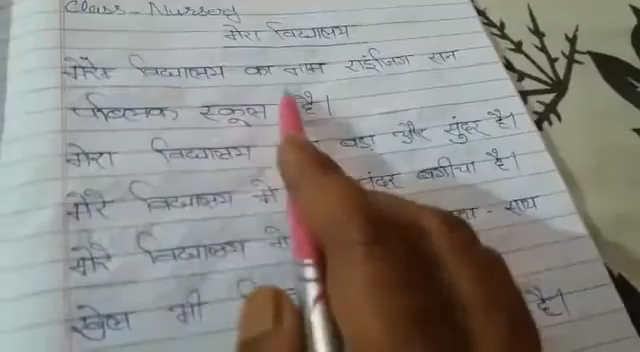 Class - Nursery
मेरा विद्यालय
मेरे विद्यालय का नाम राईजिंग सन
पब्लिक स्कूल है।
मेरा विद्यालय बड़ा और सुंदर है।
मेरे विद्यालय मे सुंदर बगीचा है।
मेरे विद्यालय मे - साथ
खेल भी है।